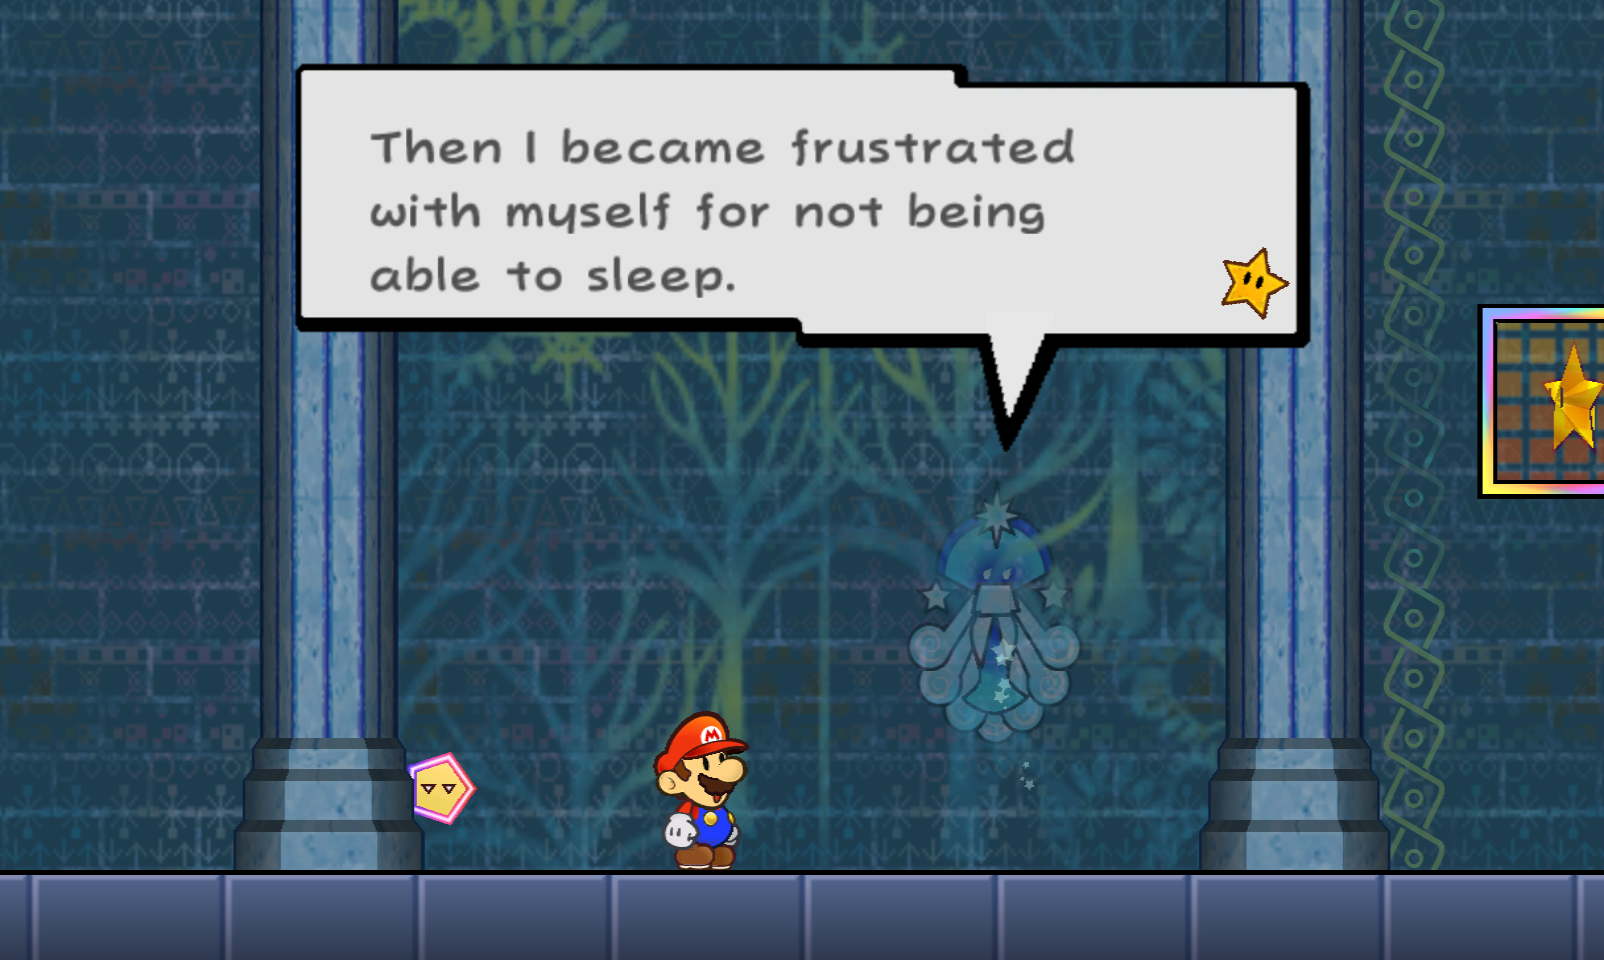 Then I became frustrated
with myself for not being
able to sleep.
M